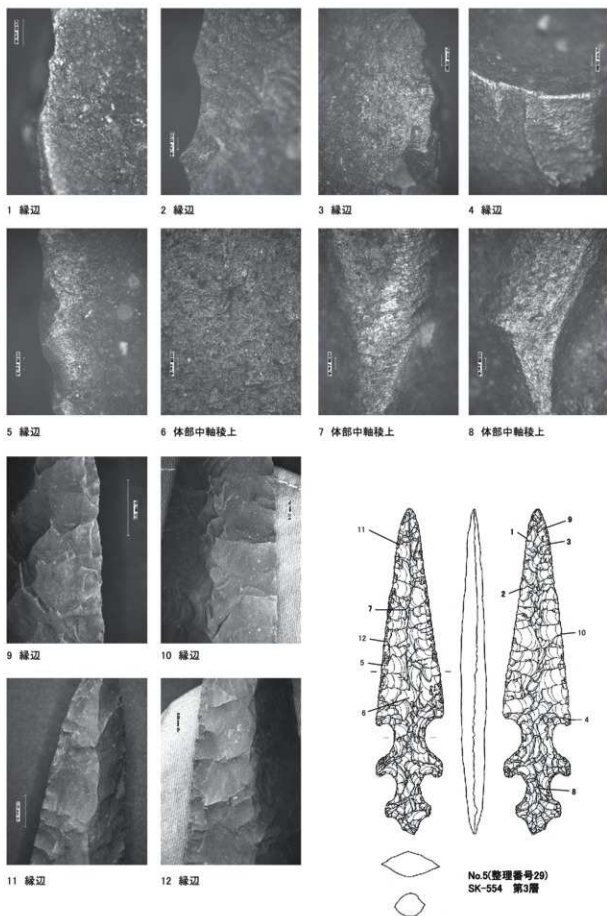 1 縁辺
2 縁辺
3 縁辺
4 縁辺
5 縁辺
6 体部中軸稜上
7 体部中軸稜上
8 体部中軸稜上
9 縁辺
10 縁辺
11 縁辺
12 縁辺
11
7
12
5
6
1
9
3
2
10
4
8
No.5(整理番号29)
SK-554 第3層